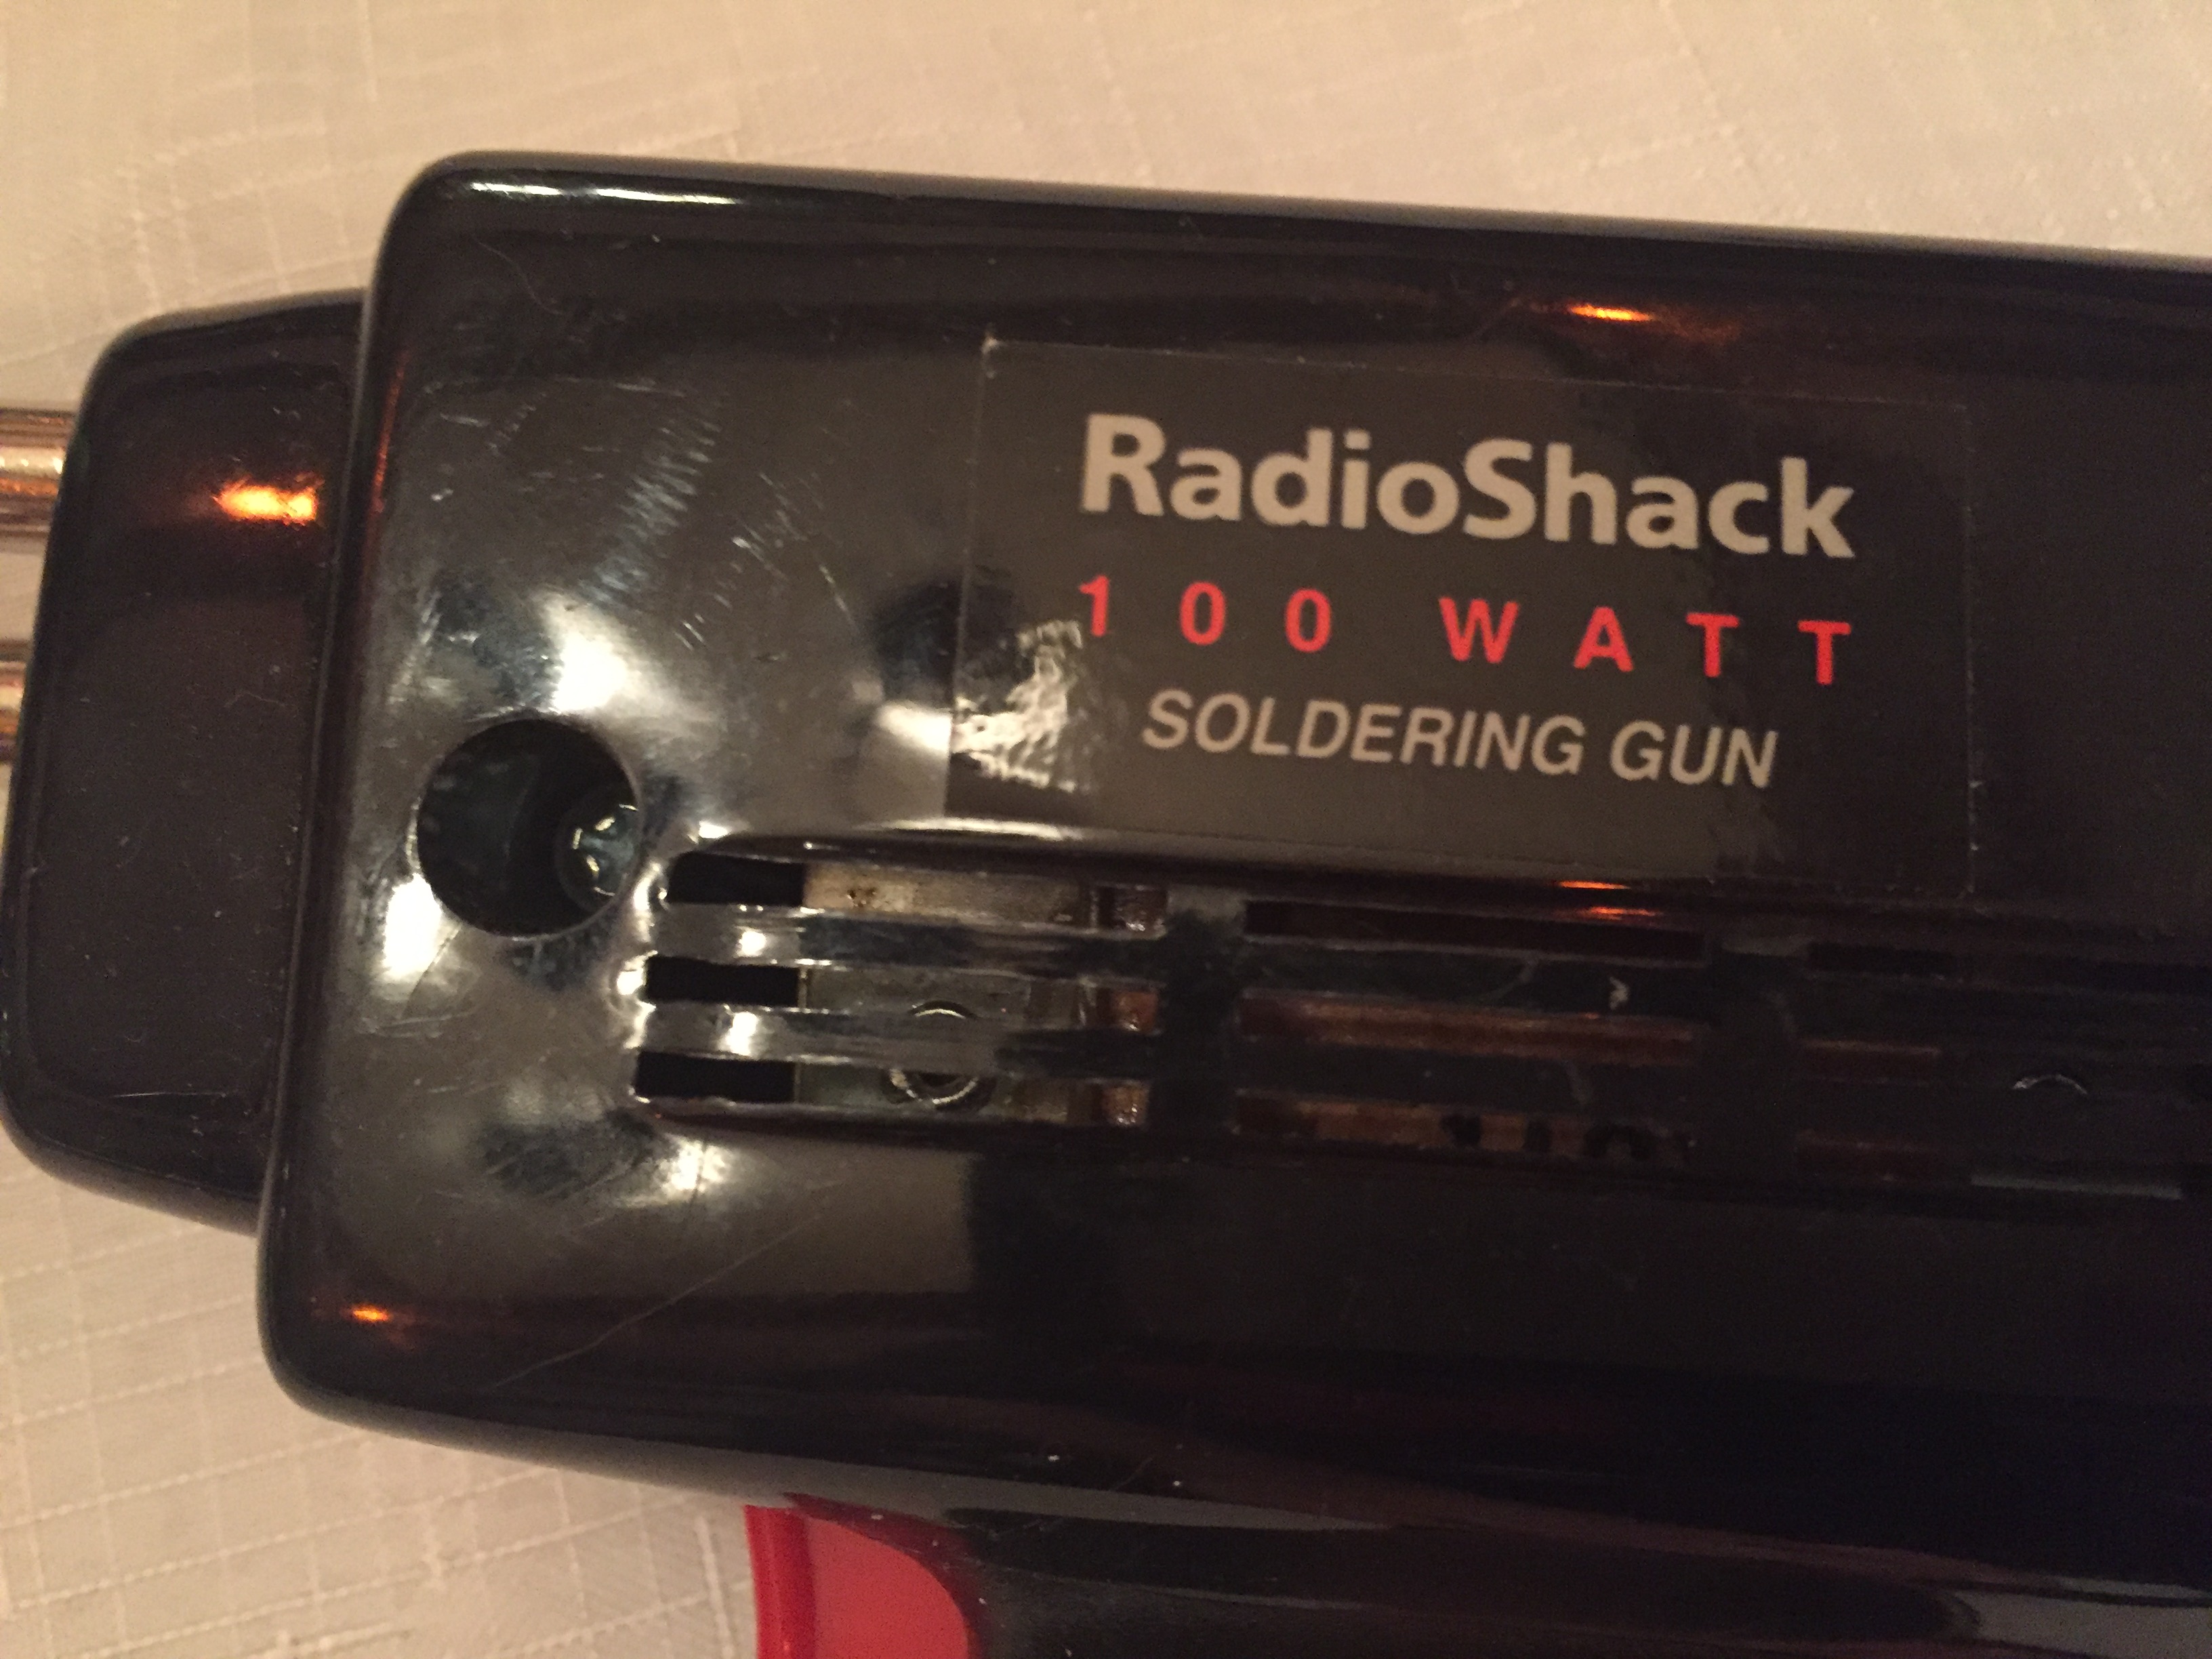 RadioShack
100 WATT
SOLDERING GUN